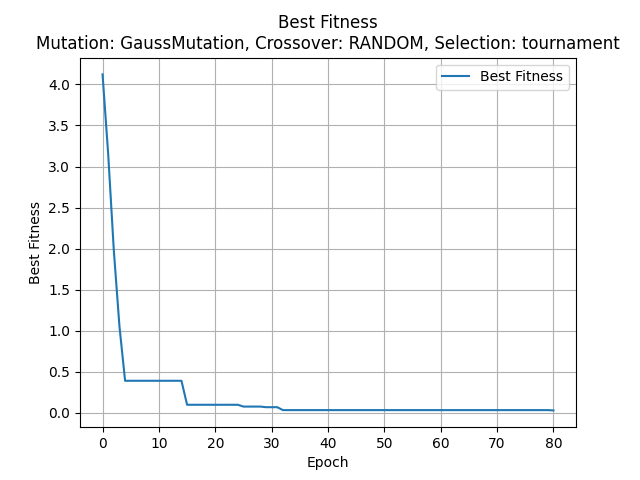 Best Fitness
Mutation: GaussMutation, Crossover: RANDOM, Selection: tournament
Best Fitness
4.0
3.5
3.0
2.5
2.0
1.5
1.0
0.5
0.0
Best Fitness
0 10 20 30 40 50 60 70 80
Epoch